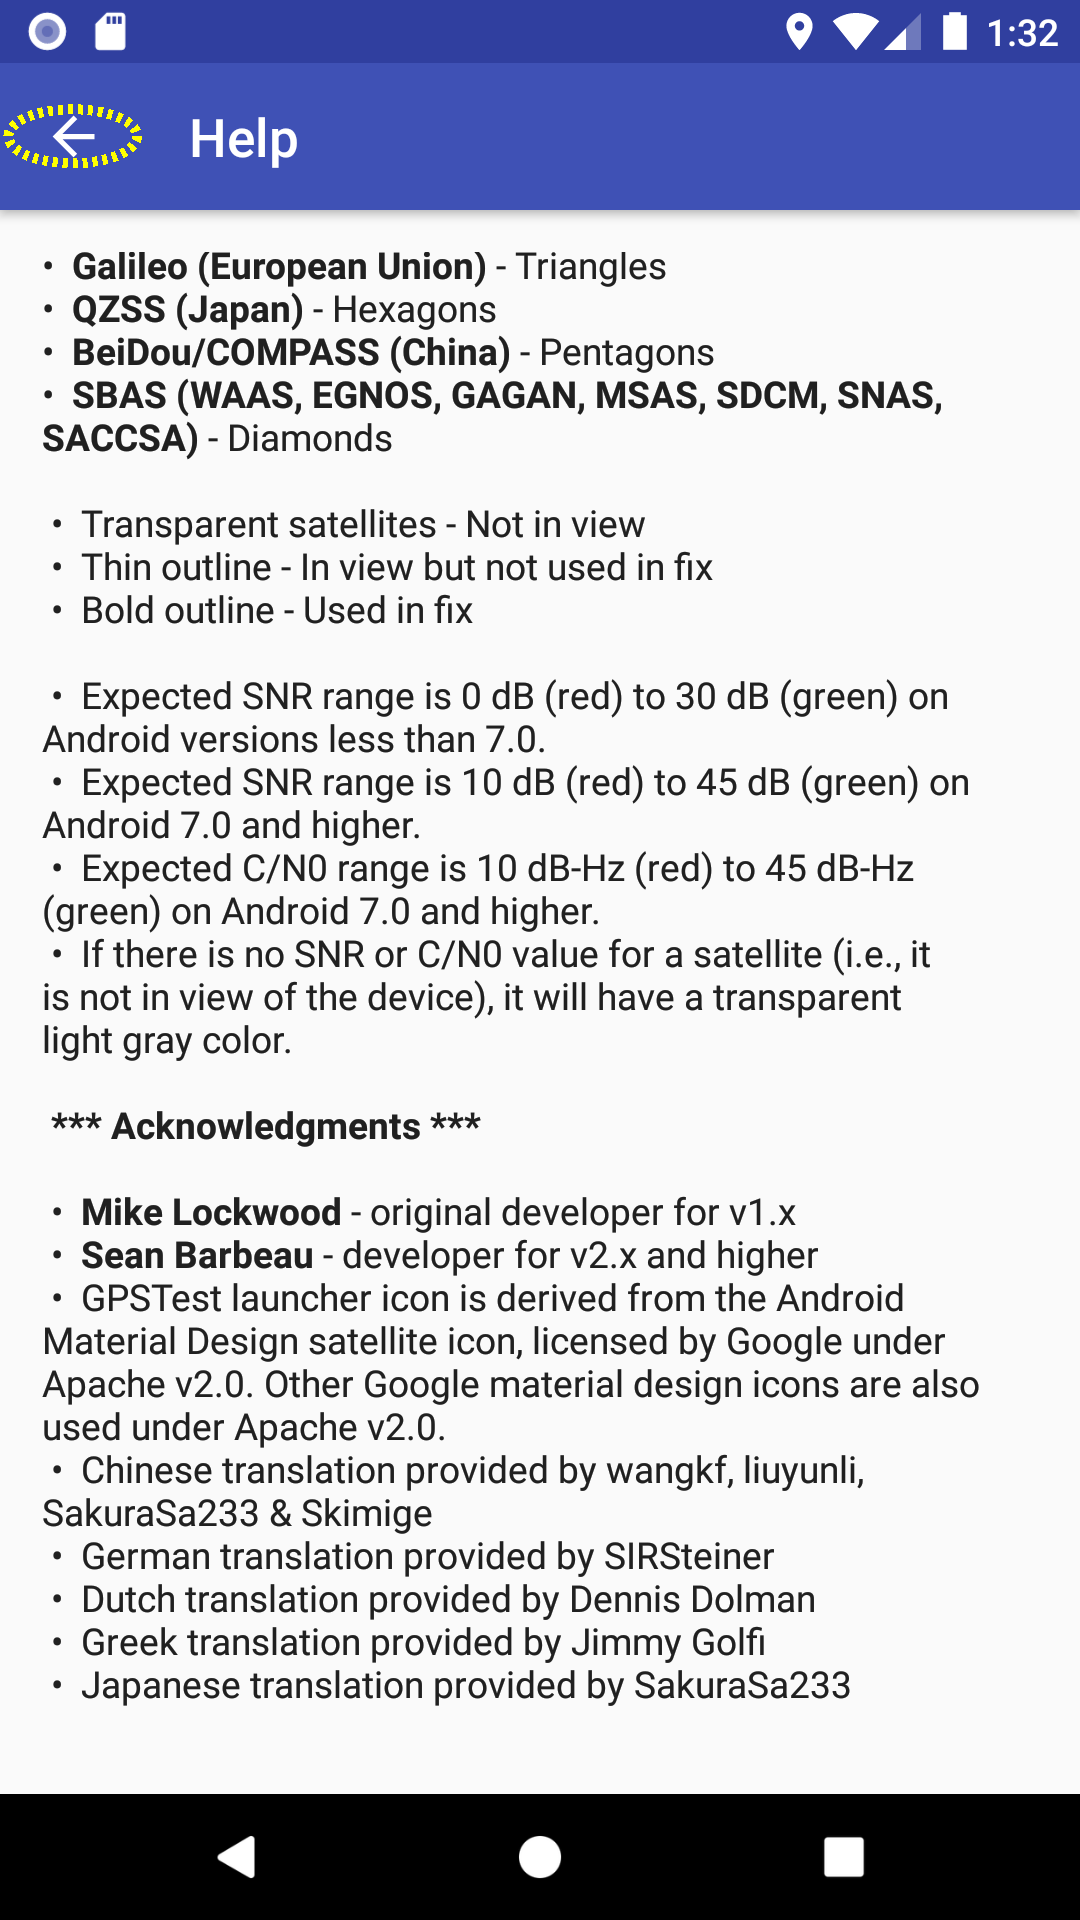 1:32
Help
• Galileo (European Union) - Triangles
• QZSS (Japan) - Hexagons
• BeiDou/COMPASS (China) - Pentagons
• SBAS (WAAS, EGNOS, GAGAN, MSAS, SDCM, SNAS,
SACCSA) - Diamonds
• Transparent satellites - Not in view
• Thin outline - In view but not used in fix
• Bold outline - Used in fix
• Expected SNR range is 0 dB (red) to 30 dB (green) on
Android versions less than 7.0.
• Expected SNR range is 10 dB (red) to 45 dB (green) on
Android 7.0 and higher.
• Expected C/N0 range is 10 dB-Hz (red) to 45 dB-Hz
(green) on Android 7.0 and higher.
• If there is no SNR or C/N0 value for a satellite (i.e., it
is not in view of the device), it will have a transparent
light gray color.
*** Acknowledgments ***
• Mike Lockwood - original developer for v1.x
• Sean Barbeau - developer for v2.x and higher
• GPSTest launcher icon is derived from the Android
Material Design satellite icon, licensed by Google under
Apache v2.0. Other Google material design icons are also
used under Apache v2.0.
• Chinese translation provided by wangkf, liuyunli,
SakuraSa233 & Skimige
• German translation provided by SIRSteiner
• Dutch translation provided by Dennis Dolman
• Greek translation provided by Jimmy Golfi
• Japanese translation provided by SakuraSa233